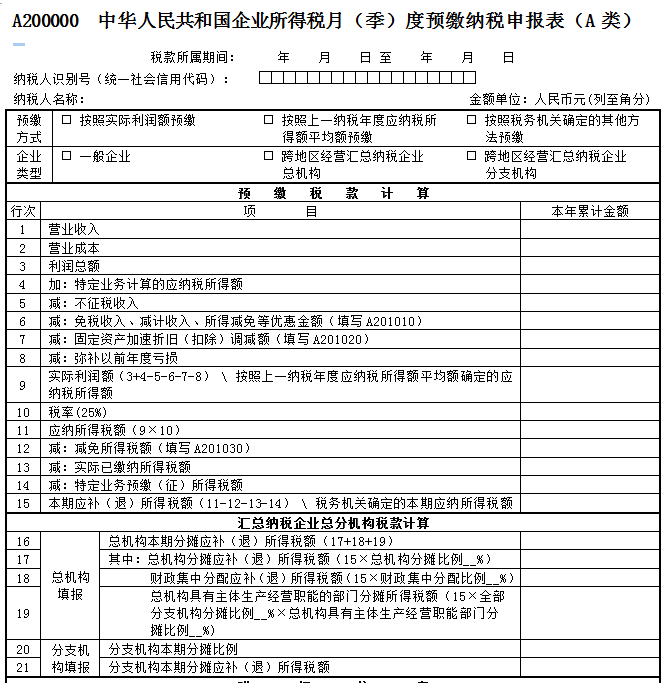 A200000 中华人民共和国企业所得税月（季）度预缴纳税申报表（A 类）
税款所属期间： 年 月 日 至 年 月 日
纳税人识别号（统一社会信用代码）：
纳税人名称： 金额单位：人民币元(列至角分)
预缴方式 □ 按照实际利润额预缴 □ 按照上一纳税年度应纳税所得额平均额预缴 □ 按照税务机关确定的其他方法预缴
企业类型 □ 一般企业 □ 跨地区经营汇总纳税企业总机构 □ 跨地区经营汇总纳税企业分支机构
预 缴 税 款 计 算
行次 项 目 本年累计金额
1 营业收入
2 营业成本
3 利润总额
4 加：特定业务计算的应纳税所得额
5 减：不征税收入
6 减：免税收入、减计收入、所得减免等优惠金额（填写A201010）
7 减：固定资产加速折旧（扣除）调减额（填写A201020）
8 减：弥补以前年度亏损
9 实际利润额（3+4-5-6-7-8） \ 按照上一纳税年度应纳税所得额平均额确定的应
纳税所得额
10 税率(25%)
11 应纳所得税额（9×10）
12 减：减免所得税额（填写A201030）
13 减：实际已缴纳所得税额
14 减：特定业务预缴（征）所得税额
15 本期应补（退）所得税额（11-12-13-14） \ 税务机关确定的本期应纳所得税额
汇总纳税企业总分机构税款计算
16 总机构填报 总机构本期分摊应补（退）所得税额（17+18+19）
17 其中：总机构分摊应补（退）所得税额（15×总机构分摊比例__%）
18 财政集中分配应补（退）所得税额（15×财政集中分配比例__%）
19 总机构具有主体生产经营职能的部门分摊所得税额（15×全部
分支机构分摊比例__%×总机构具有主体生产经营职能部门分
摊比例__%）
20 分支机构填报 分支机构本期分摊比例
21 分支机构本期分摊应补（退）所得税额